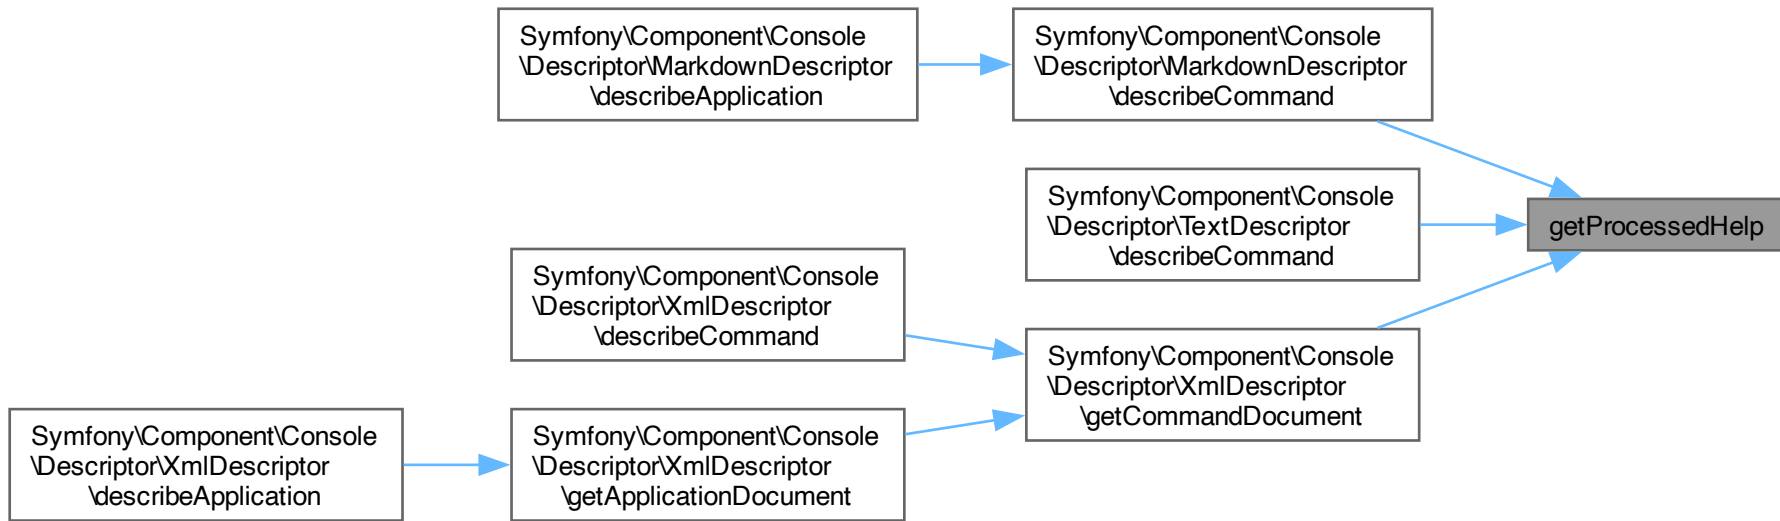 Symfony\Component\Console
\Descriptor\MarkdownDescriptor
\describeApplication
Symfony\Component\Console
\Descriptor\MarkdownDescriptor
\describeCommand
Symfony\Component\Console
\Descriptor\TextDescriptor
\describeCommand
getProcessedHelp
Symfony\Component\Console
\Descriptor\XmlDescriptor
\describeCommand
Symfony\Component\Console
\Descriptor\XmlDescriptor
\getCommandDocument
Symfony\Component\Console
\Descriptor\XmlDescriptor
\describeApplication
Symfony\Component\Console
\Descriptor\XmlDescriptor
\getApplicationDocument